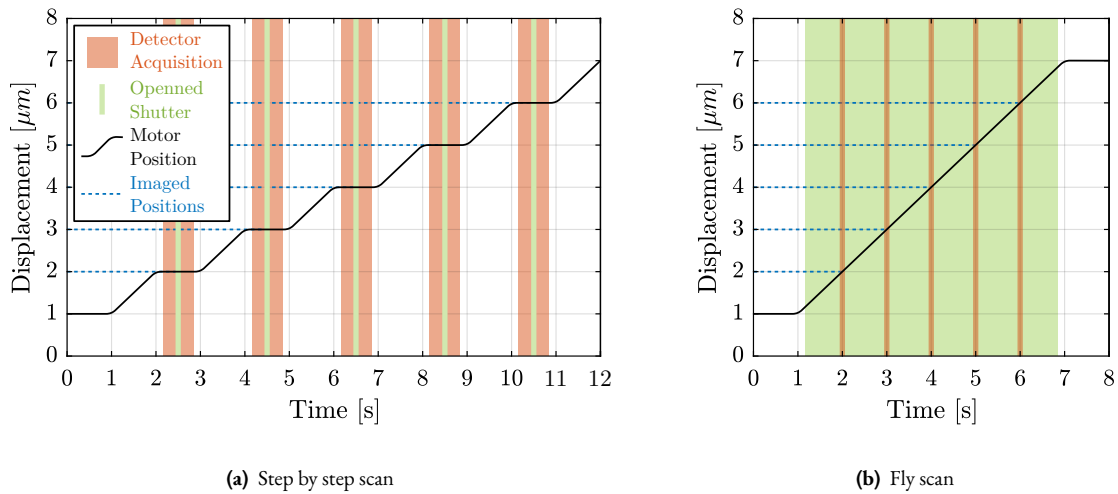 8
7
6
5
4
3
2
1
0
Displacement [μm]
Detector
Acquisition
Openned
Shutter
Motor
Position
Imaged
Positions
0 1 2 3 4 5 6 7 8 9 10 11 12
Time [s]
(a) Step by step scan
8
7
6
5
4
3
2
1
0
Displacement [μm]
0 1 2 3 4 5 6 7 8
Time [s]
(b) Fly scan